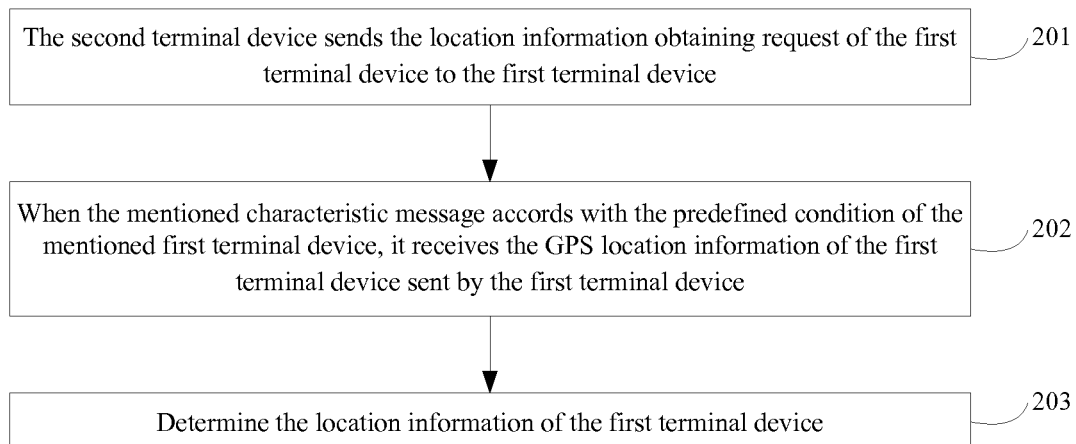 The second terminal device sends the location information obtaining request of the first
terminal device to the first terminal device
201
When the mentioned characteristic message accords with the predefined condition of the
mentioned first terminal device, it receives the GPS location information of the first
terminal device sent by the first terminal device
202
Determine the location information of the first terminal device
203